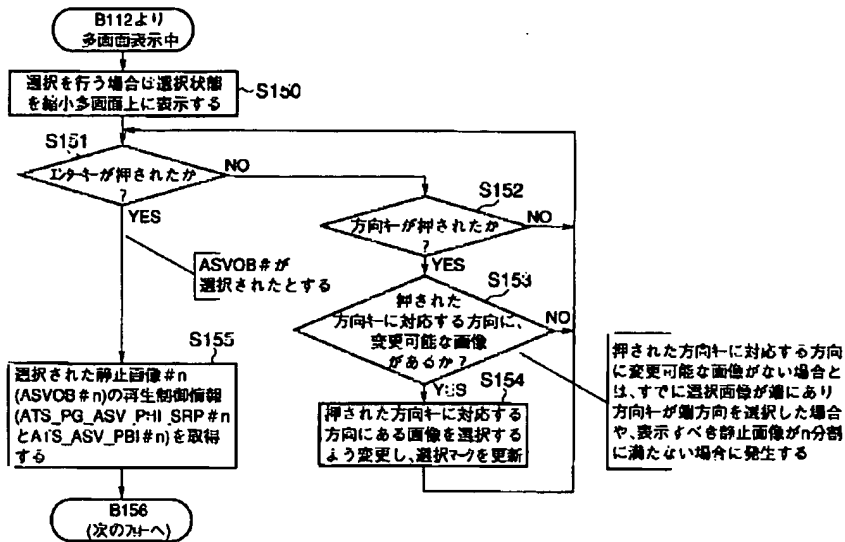 B112より
多画面表示中
選択を行う場合は選択状態
を縮小多画面上に表示する
S150
S151
エンターキーが押されたか
?
NO
YES
ASVOB#が
選択されたとする
S152
方向キーが押されたか
?
NO
YES
S153
押された
方向キーに対応する方向に、
変更可能な画像
があるか?
NO
YES
S154
押された方向キーに対応する
方向にある画像を選択する
よう変更し、選択マークを更新
押された方向キーに対応する方向
に変更可能な画像がない場合と
は、すでに選択画像が端にあり
方向キーが端方向を選択した場合
や、表示すべき静止画像がn分割
に満たない場合に発生する
S155
選択された静止画像#n
(ASVOB#n)の再生制御情報
(ATS_PG_ASV_PHI_SRP#n
とATS_ASV_PBI#n)を取得
する
B156
(次のフローへ)